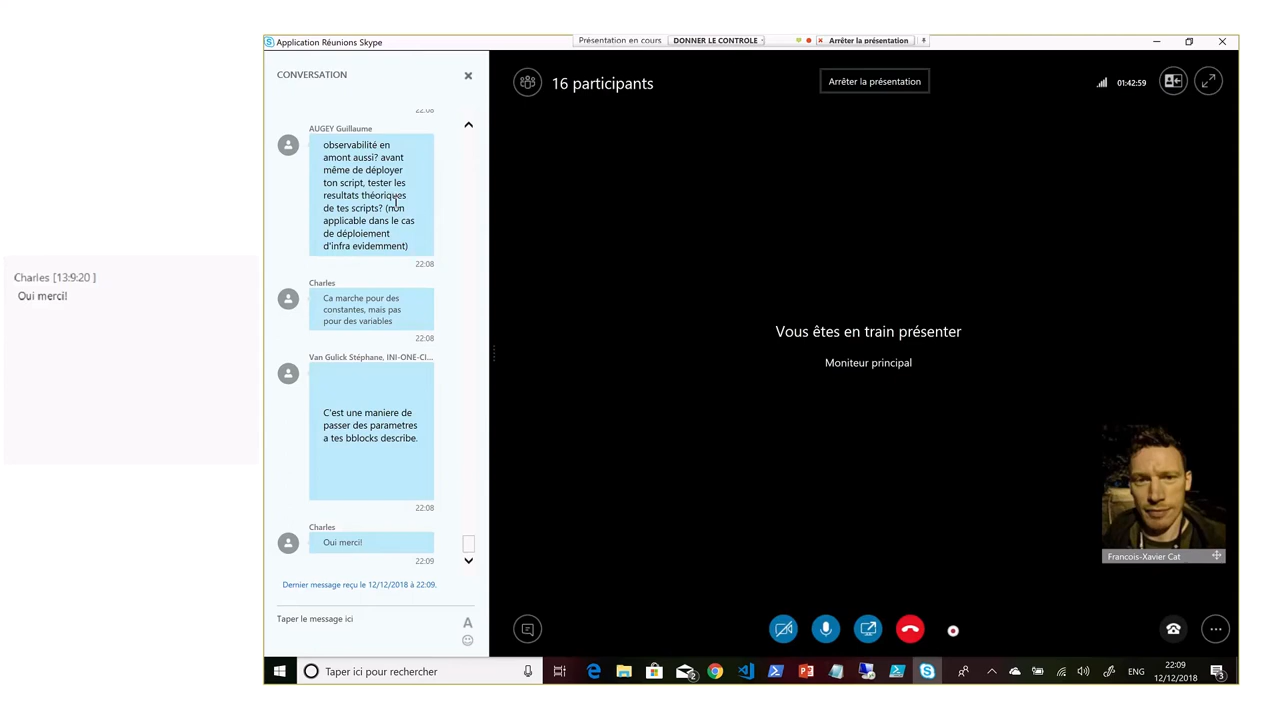 Application Réunions Skype
Présentation en cours
DONNER LE CONTROLE
Arrêter la présentation
CONVERSATION
16 participants
Arrêter la présentation
01:42:59
22:08
AUGEY Guillaume
observabilité en
amont aussi? avant
même de déployer
ton script, tester les
resultats théoriques
de tes scripts? (non
applicable dans le cas
de déploiement
d'infra evidemment)
22:08
Charles
Ca marche pour des
constantes, mais pas
pour des variables
22:08
Van Gulick Stéphane, INI-ONE-CI...
C'est une maniere de
passer des parametres
a tes bblocks describe.
22:08
Charles
Oui merci!
22:09
Dernier message reçu le 12/12/2018 à 22:09.
Taper le message ici
Charles [13:9:20 ]
Oui merci!
Vous êtes en train présenter
Moniteur principal
Francois-Xavier Cat
Taper ici pour rechercher
2
ENG
22:09
12/12/2018
3